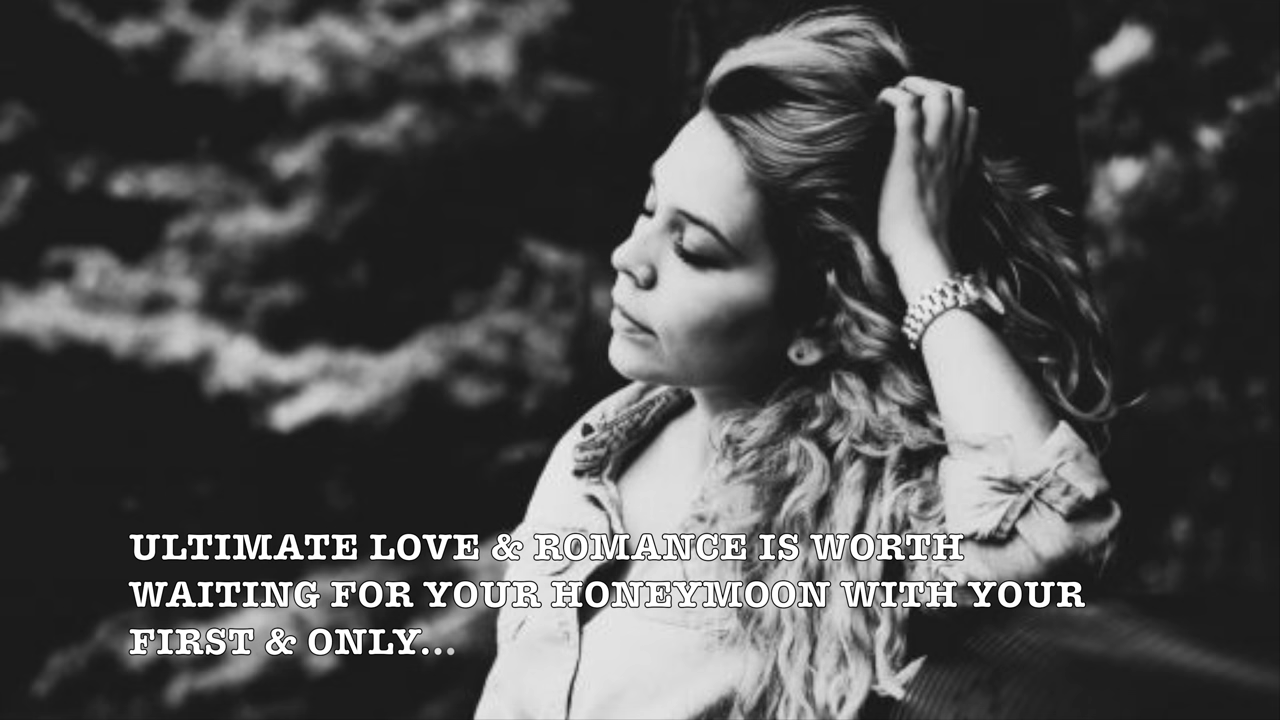 ULTIMATE LOVE & ROMANCE IS WORTH
WAITING FOR YOUR HONEYMOON WITH YOUR
FIRST & ONLY...